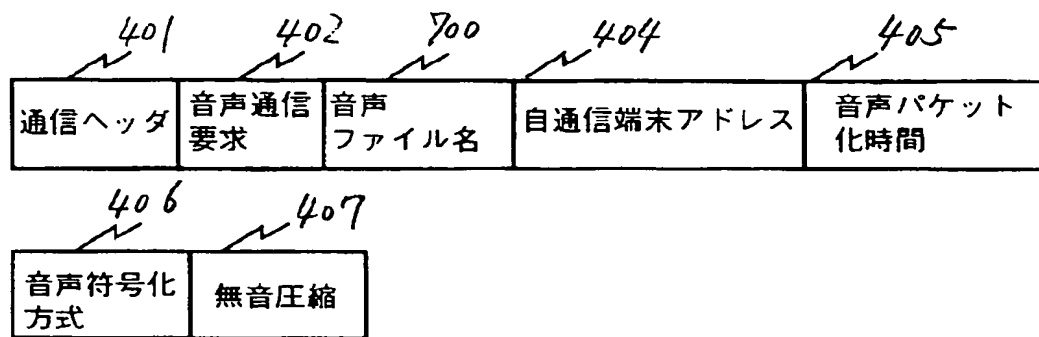 401 402 700 404 405
通信ヘッダ 音声通信 音声 自通信端末アドレス 音声パケット
要求 ファイル名 化時間
406 407
音声符号化 無音圧縮
方式